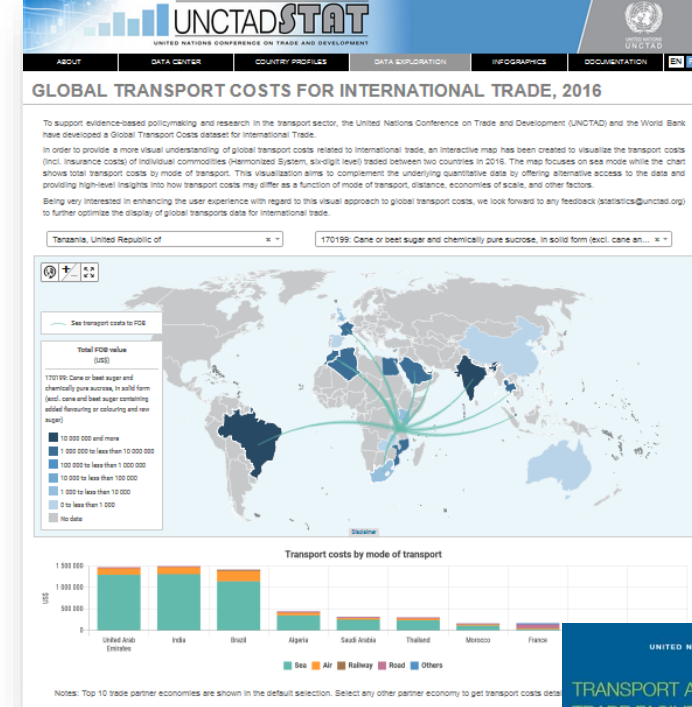 UNCTADSTAT
UNITED NATIONS CONFERENCE ON TRADE AND DEVELOPMENT
UNITED NATIONS
UNCTAD
ABOUT DATA CENTER COUNTRY PROFILES DATA EXPLORATION INFOGRAPHICS DOCUMENTATION EN
GLOBAL TRANSPORT COSTS FOR INTERNATIONAL TRADE, 2016
To support evidence-based policymaking and research in the transport sector, the United Nations Conference on Trade and Development (UNCTAD) and the World Bank
have developed a Global Transport Costs dataset for International Trade.
In order to provide a more visual understanding of global transport costs related to international trade, an interactive map has been created to visualize the transport costs
(incl. insurance costs) of individual commodities (Harmonized System, six-digit level) traded between two countries in 2016. The map focuses on sea mode while the chart
shows total transport costs by mode of transport. This visualization aims to complement the underlying quantitative data by offering alternative access to the data and
providing high-level insights into how transport costs may differ as a function of mode of transport, distance, economies of scale, and other factors.
Being very interested in enhancing the user experience with regard to this visual approach to global transport costs, we look forward to any feedback (statistics@unctad.org)
to further optimize the display of global transports data for international trade.
Tanzania, United Republic of × 170199: Cane or beet sugar and chemically pure sucrose, in solid form (excl. cane an... ×
Sea transport costs to FOB
Total FOB value
(US$)
170199: Cane or beet sugar and
chemically pure sucrose, in solid form
(excl. cane and beet sugar containing
added flavouring or colouring and raw
sugar)
10 000 000 and more
1 000 000 to less than 10 000 000
100 000 to less than 1 000 000
10 000 to less than 100 000
1 000 to less than 10 000
0 to less than 1 000
No data
Disclaimer
Transport costs by mode of transport
US$
1 500 000
1 000 000
500 000
0
United Arab Emirates India Brazil Algeria Saudi Arabia Thailand Morocco France
Sea Air Railway Road Others
Notes: Top 10 trade partner economies are shown in the default selection. Select any other partner economy to get transport costs detai
UNITED N
TRANSPORT A